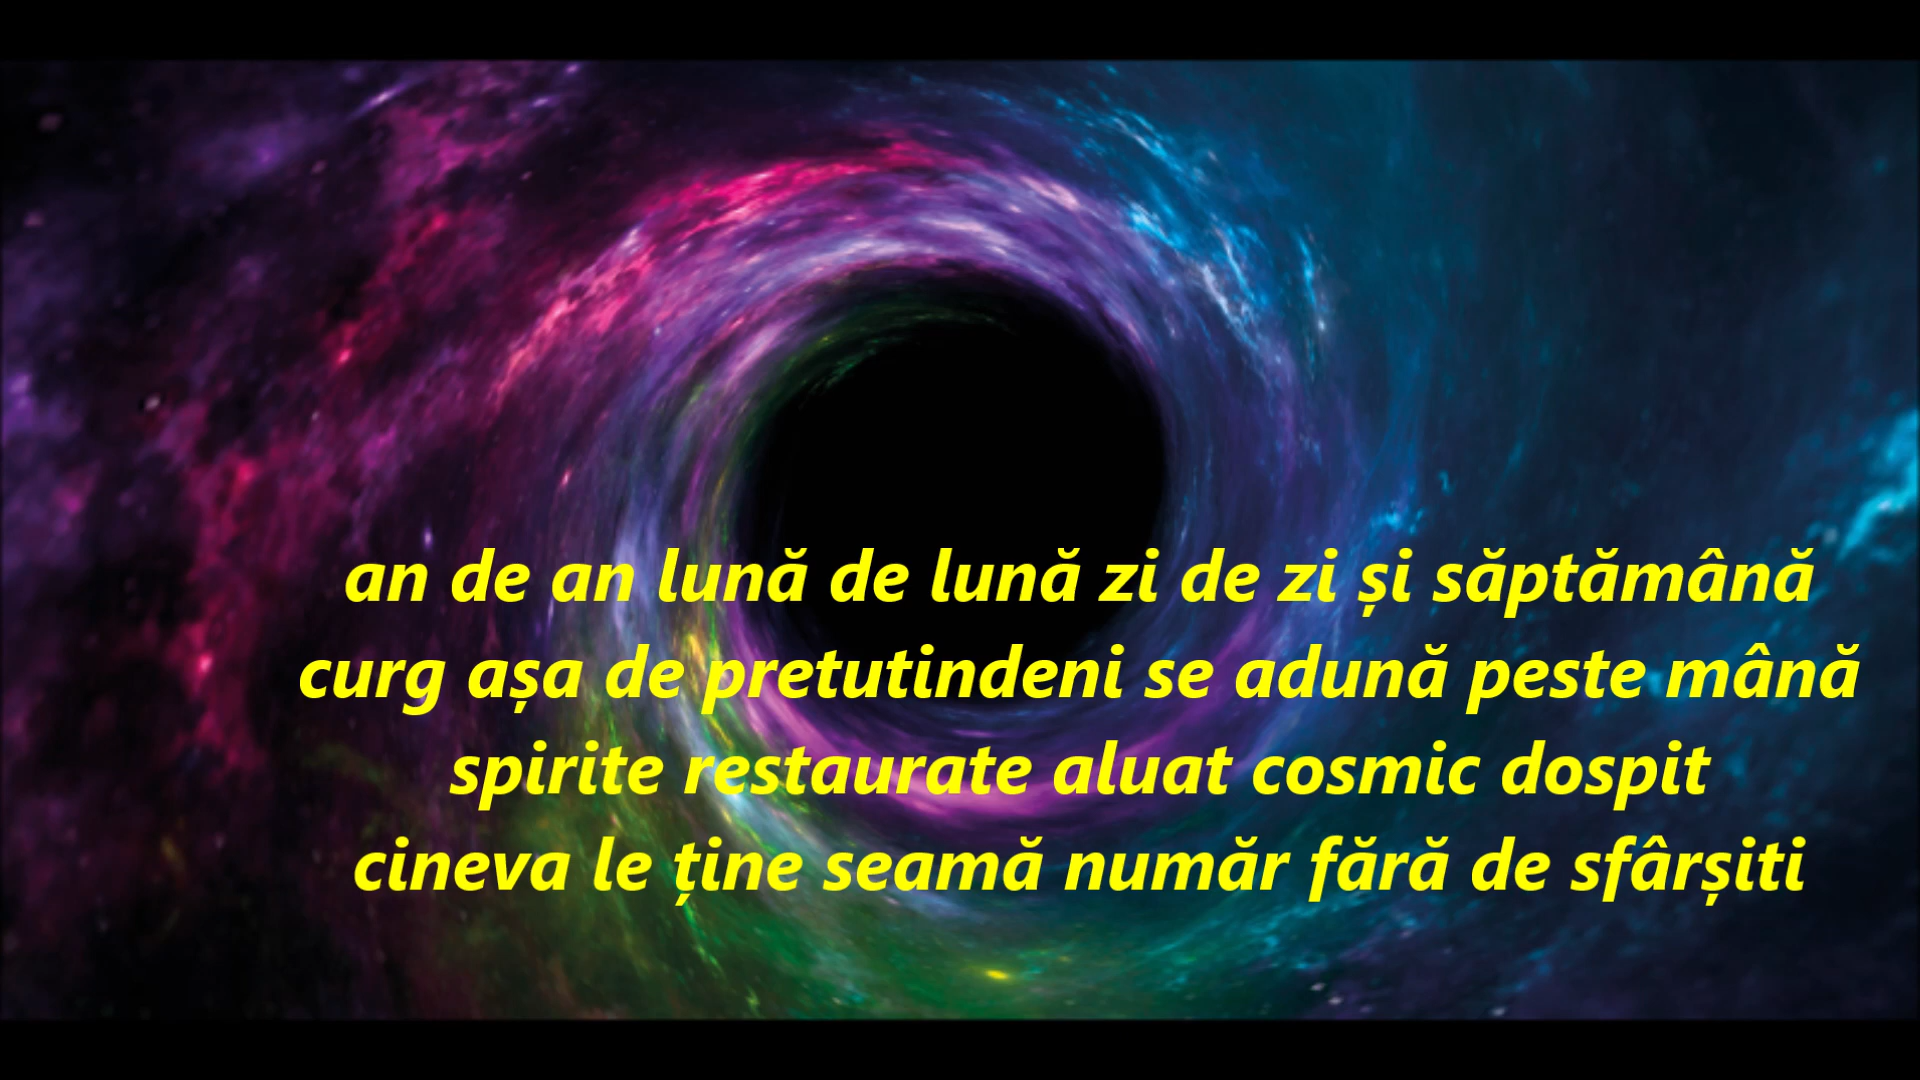 an de an lună de lună zi de zi și săptămână
curg așa de pretutindeni se adună peste mână
spirite restaurate aluat cosmic dospit
cineva le ține seamă număr fără de sfârșiti